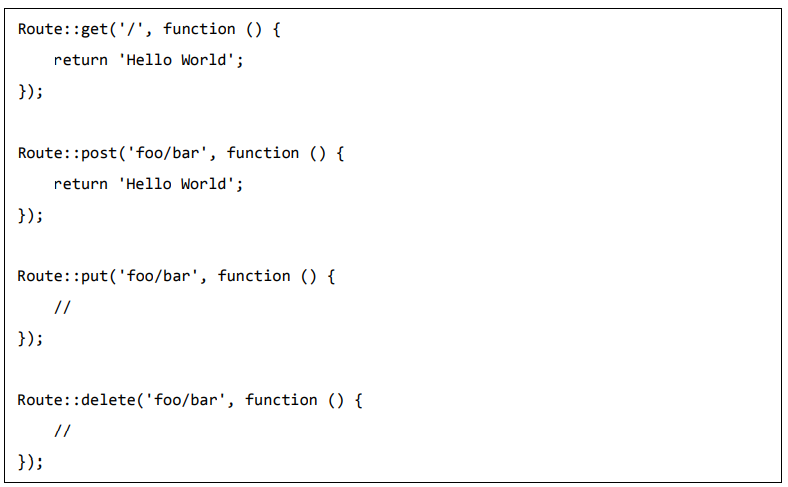 Route::get('/', function () {
    return 'Hello World';
});

Route::post('foo/bar', function () {
    return 'Hello World';
});

Route::put('foo/bar', function () {
    //
});

Route::delete('foo/bar', function () {
    //
});